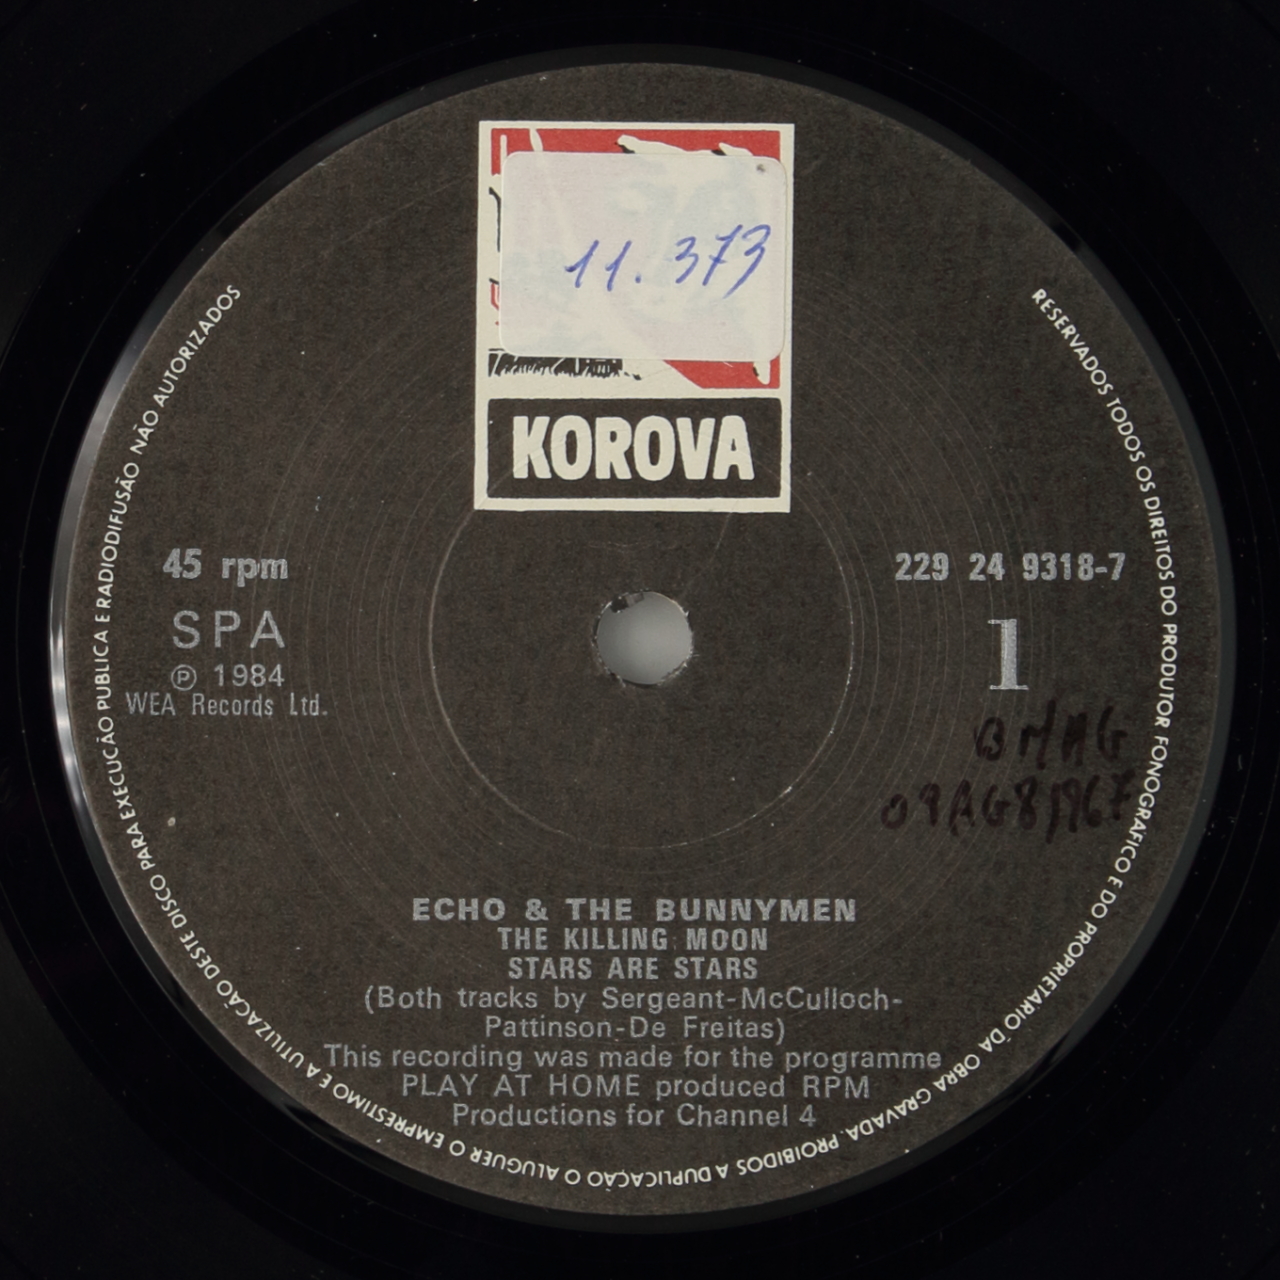 11.373
KOROVA
45 rpm
SPA
℗ 1984
WEA Records Ltd.
229 24 9318-7
1
ECHO & THE BUNNYMEN
THE KILLING MOON
STARS ARE STARS
(Both tracks by Sergeant-McCulloch-
Pattinson-De Freitas)
This recording was made for the programme
PLAY AT HOME produced RPM
Productions for Channel 4
RESERVADOS TODOS OS DIREITOS DO PRODUTOR FONOGRAFICO E DO PROPRIETARIO DA OBRA GRAVADA. PROIBIDOS A DUPLICAÇAO O ALUGUER O EMPRESTIMO E A UTILIZAÇAO DESTE DISCO PARA EXECUÇÃO PUBLICA E RADIODIFUSÃO NÃO AUTORIZADOS